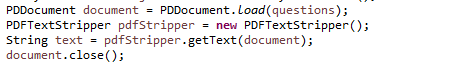 PDDocument document = PDDocument.load(questions);
PDFTextStripper pdfStripper = new PDFTextStripper();
String text = pdfStripper.getText(document);
document.close();